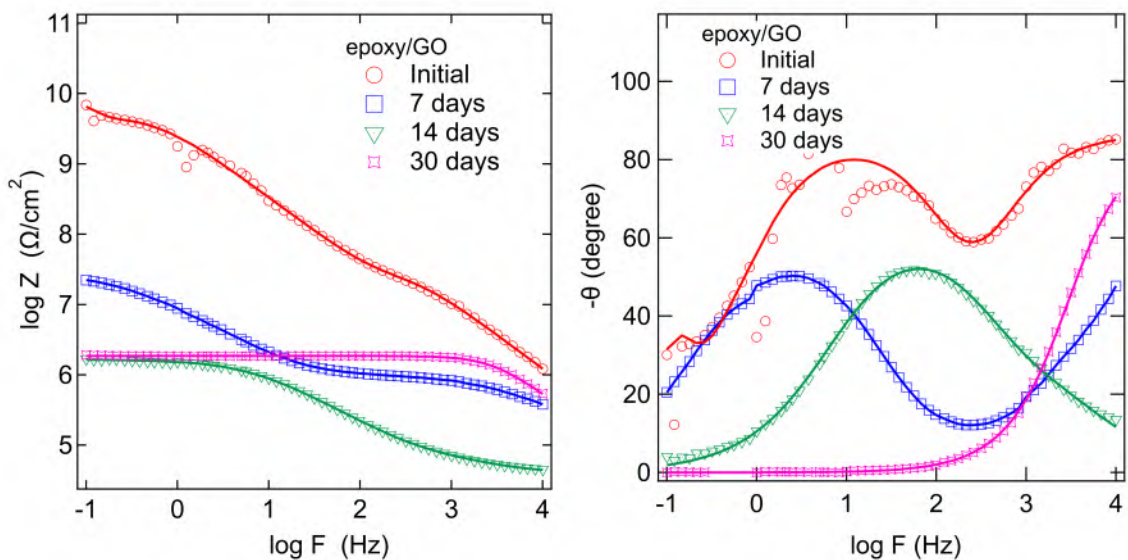 11
10
9
8
7
6
5
log Z (Ω/cm²)
epoxy/GO
Initial
7 days
14 days
30 days
-1 0 1 2 3 4
log F (Hz)
100
80
60
40
20
0
-θ (degree)
epoxy/GO
Initial
7 days
14 days
30 days
-1 0 1 2 3 4
log F (Hz)